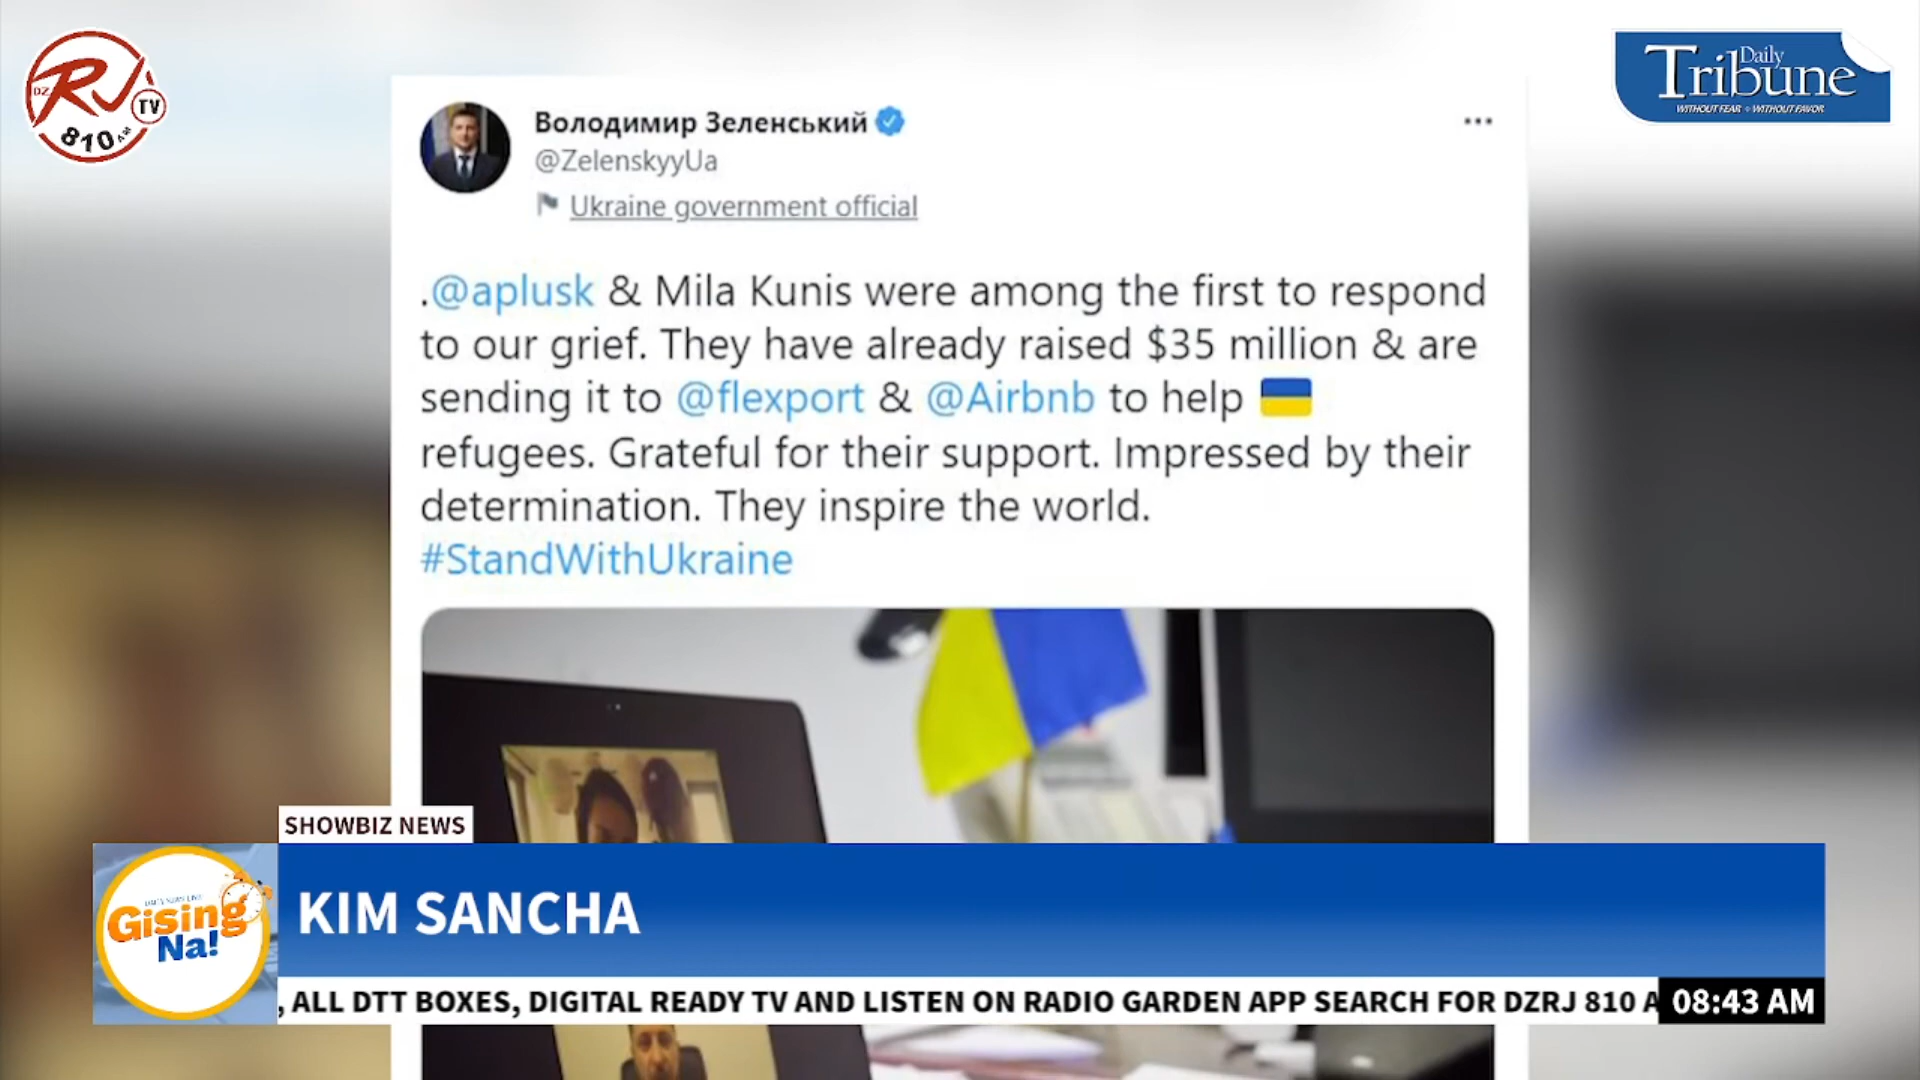 DZ RJ TV
810 AM
Daily
Tribune
WITHOUT FEAR + WITHOUT FAVOR
Володимир Зеленський
@ZelenskyyUa
Ukraine government official
.@aplusk & Mila Kunis were among the first to respond
to our grief. They have already raised $35 million & are
sending it to @flexport & @Airbnb to help
refugees. Grateful for their support. Impressed by their
determination. They inspire the world.
#StandWithUkraine
SHOWBIZ NEWS
Gising
Na!
KIM SANCHA
, ALL DTT BOXES, DIGITAL READY TV AND LISTEN ON RADIO GARDEN APP SEARCH FOR DZRJ 810 A
08:43 AM